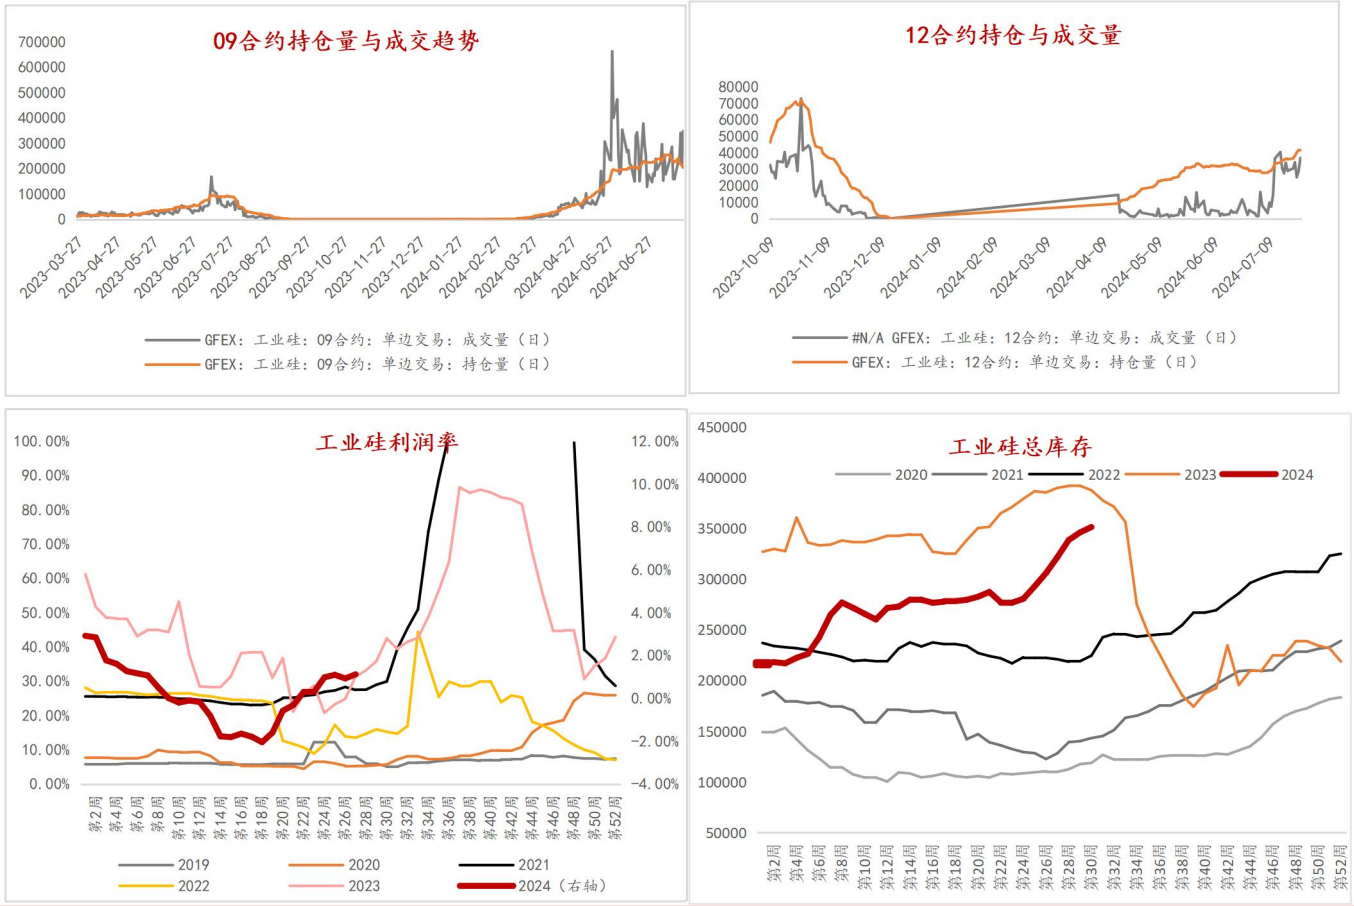 09合约持仓量与成交趋势
700000
600000
500000
400000
300000
200000
100000
0
2023-03-27
2023-04-27
2023-05-27
2023-06-27
2023-07-27
2023-08-27
2023-09-27
2023-10-27
2023-11-27
2023-12-27
2024-01-27
2024-02-27
2024-03-27
2024-04-27
2024-05-27
2024-06-27
GFEX: 工业硅: 09合约: 单边交易: 成交量（日）
GFEX: 工业硅: 09合约: 单边交易: 持仓量（日）
12合约持仓与成交量
80000
70000
60000
50000
40000
30000
20000
10000
0
2023-10-09
2023-11-09
2023-12-09
2024-01-09
2024-02-09
2024-03-09
2024-04-09
2024-05-09
2024-06-09
2024-07-09
#N/A GFEX: 工业硅: 12合约: 单边交易: 成交量（日）
GFEX: 工业硅: 12合约: 单边交易: 持仓量（日）
工业硅利润率
100.00%
90.00%
80.00%
70.00%
60.00%
50.00%
40.00%
30.00%
20.00%
10.00%
0.00%
12.00%
10.00%
8.00%
6.00%
4.00%
2.00%
0.00%
-2.00%
-4.00%
第2周
第4周
第6周
第8周
第10周
第12周
第14周
第16周
第18周
第20周
第22周
第24周
第26周
第28周
第30周
第32周
第34周
第36周
第38周
第40周
第42周
第44周
第46周
第48周
第50周
第52周
2019
2020
2021
2022
2023
2024（右轴）
工业硅总库存
2020
2021
2022
2023
2024
450000
400000
350000
300000
250000
200000
150000
100000
50000
第2周
第4周
第6周
第8周
第10周
第12周
第14周
第16周
第18周
第20周
第22周
第24周
第26周
第28周
第30周
第32周
第34周
第36周
第38周
第40周
第42周
第44周
第46周
第48周
第50周
第52周